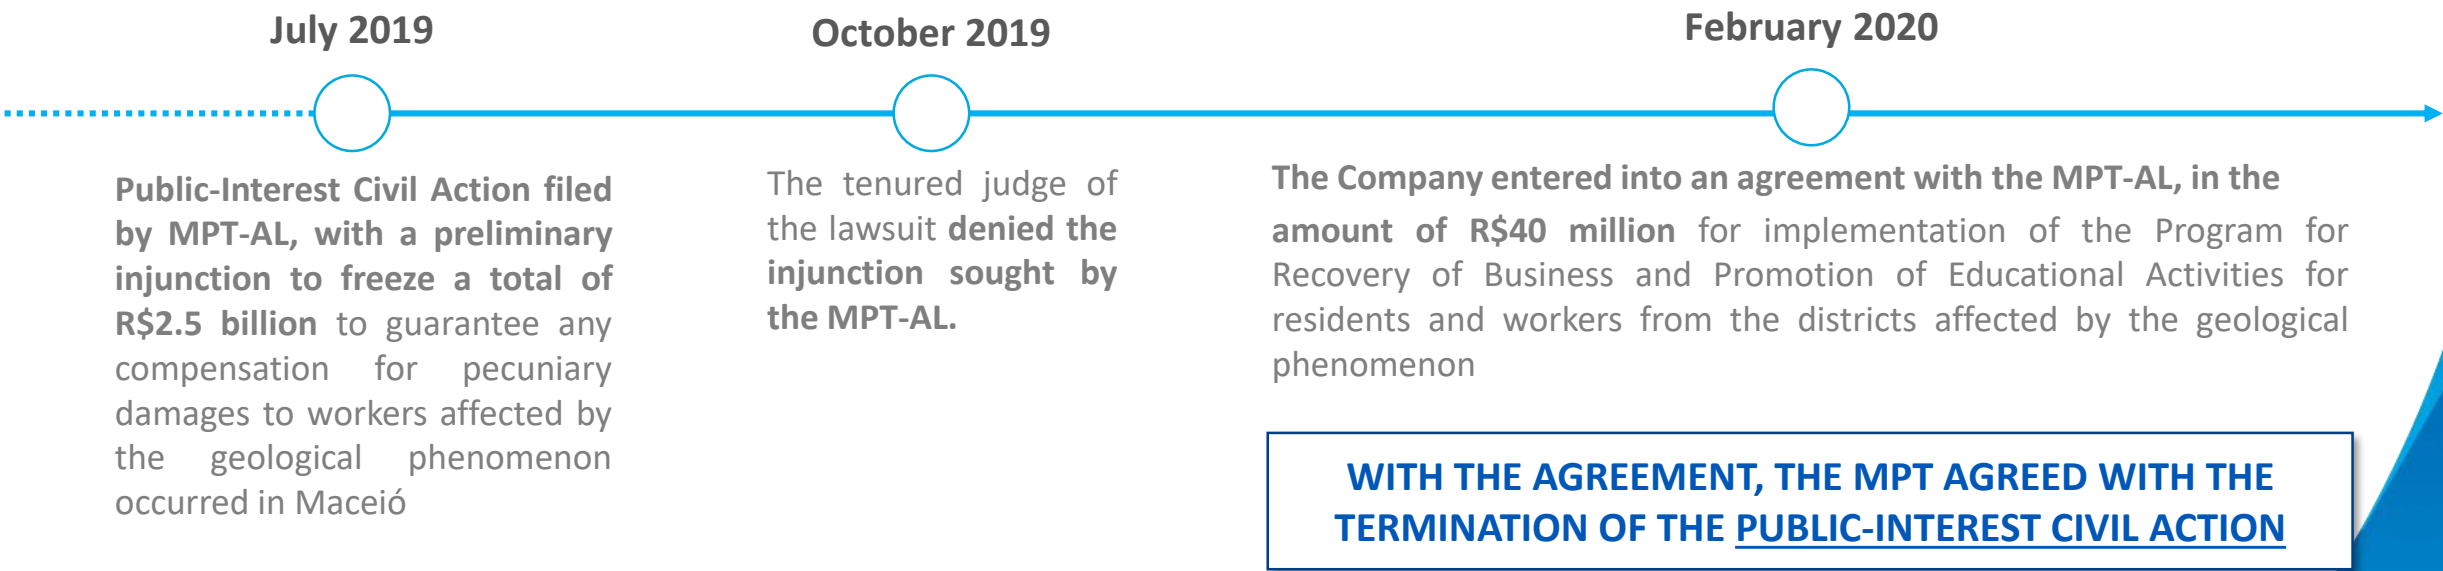 July 2019
Public-Interest Civil Action filed
by MPT-AL, with a preliminary
injunction to freeze a total of
R$2.5 billion to guarantee any
compensation for pecuniary
damages to workers affected by
the geological phenomenon
occurred in Maceió
October 2019
The tenured judge of
the lawsuit denied the
injunction sought by
the MPT-AL.
February 2020
The Company entered into an agreement with the MPT-AL, in the
amount of R$40 million for implementation of the Program for
Recovery of Business and Promotion of Educational Activities for
residents and workers from the districts affected by the geological
phenomenon
WITH THE AGREEMENT, THE MPT AGREED WITH THE
TERMINATION OF THE PUBLIC-INTEREST CIVIL ACTION